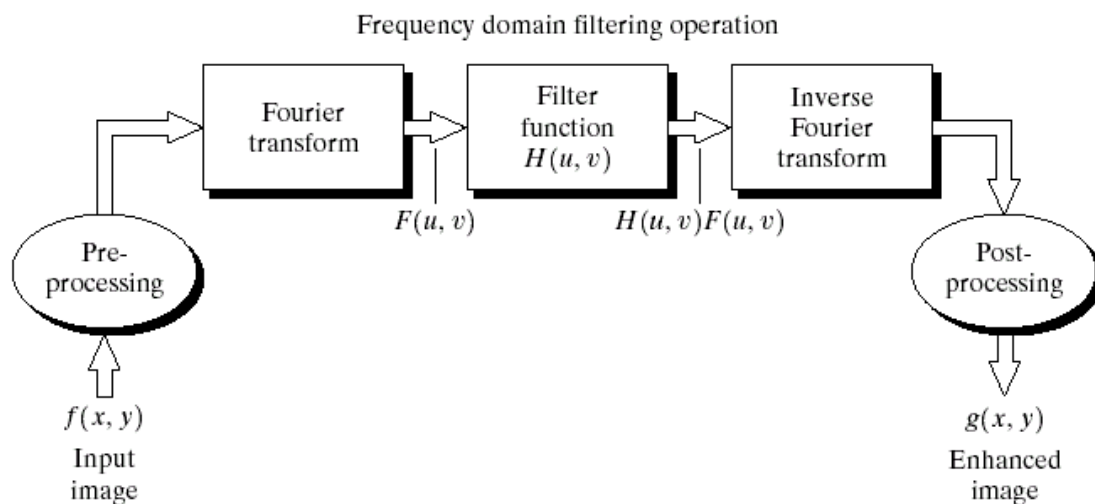 Frequency domain filtering operation
Fourier
transform
Filter
function
H(u, v)
Inverse
Fourier
transform
F(u, v)
H(u, v)F(u, v)
Pre-
processing
Post-
processing
f(x, y)
Input
image
g(x, y)
Enhanced
image